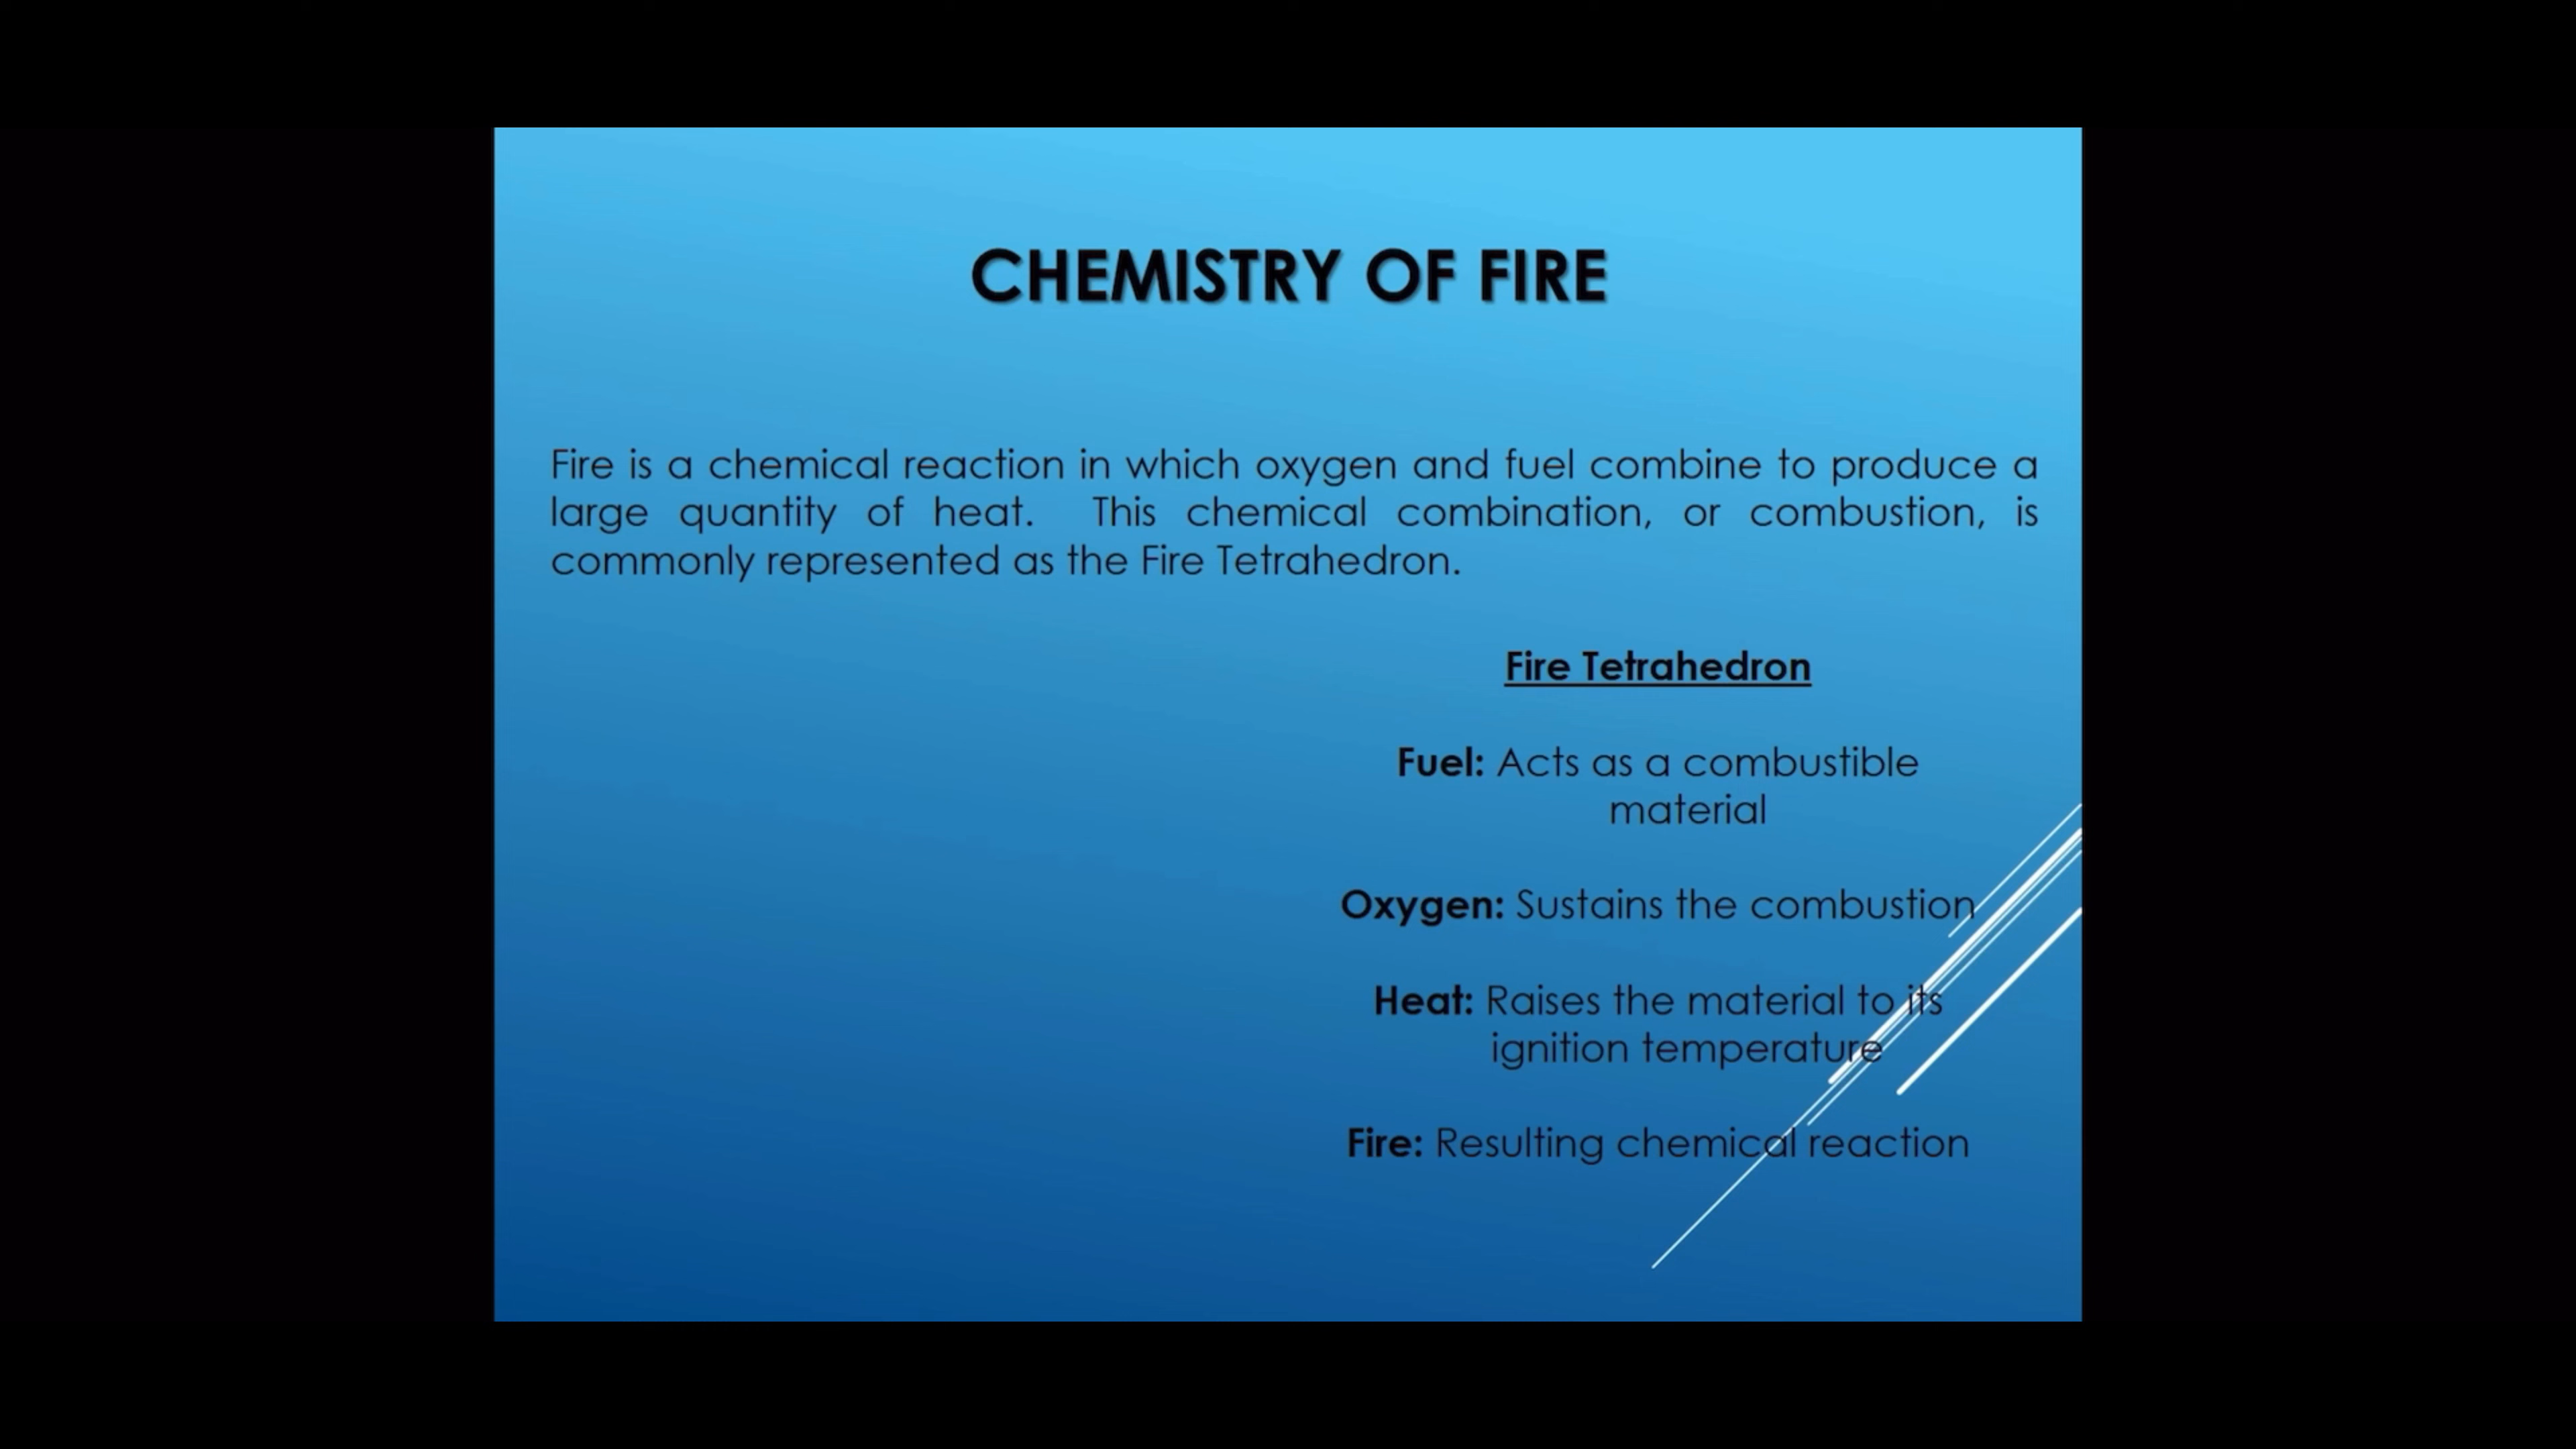 CHEMISTRY OF FIRE
Fire is a chemical reaction in which oxygen and fuel combine to produce a
large quantity of heat. This chemical combination, or combustion, is
commonly represented as the Fire Tetrahedron.
Fire Tetrahedron
Fuel: Acts as a combustible
material
Oxygen: Sustains the combustion
Heat: Raises the material to its
ignition temperature
Fire: Resulting chemical reaction